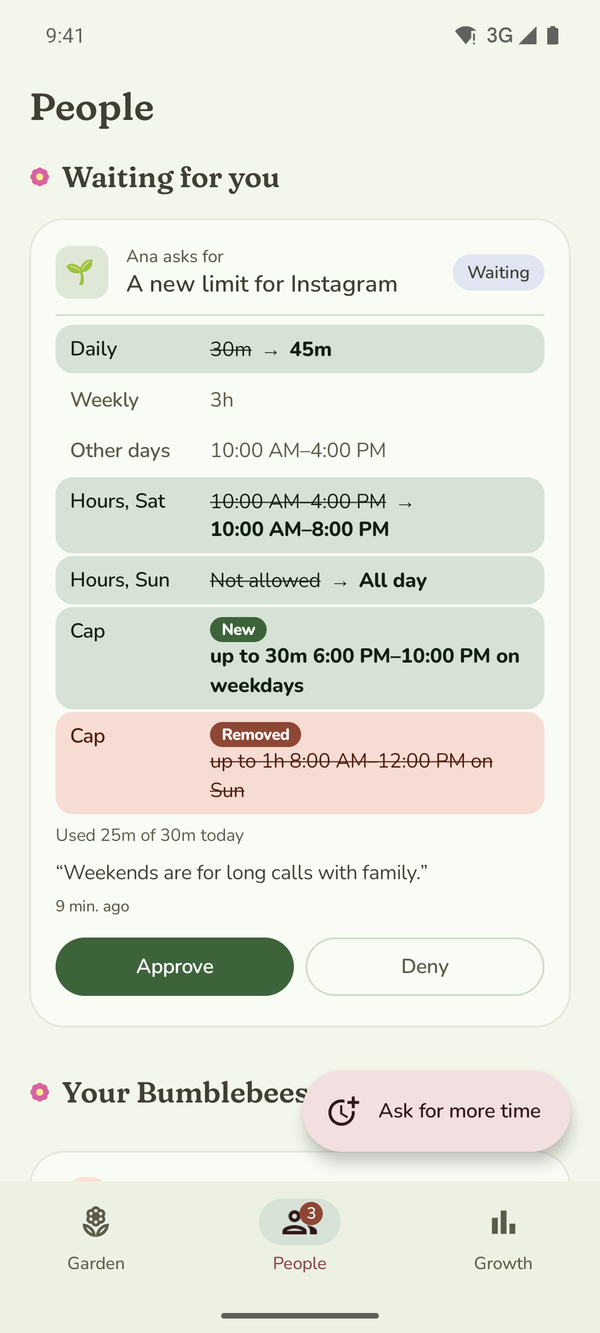 9:41
3G
People
Waiting for you
Ana asks for
A new limit for Instagram
Waiting
Daily
30m → 45m
Weekly
3h
Other days
10:00 AM–4:00 PM
Hours, Sat
10:00 AM–4:00 PM →
10:00 AM–8:00 PM
Hours, Sun
Not allowed → All day
Cap
New
up to 30m 6:00 PM–10:00 PM on
weekdays
Cap
Removed
up to 1h 8:00 AM–12:00 PM on
Sun
Used 25m of 30m today
“Weekends are for long calls with family.”
9 min. ago
Approve
Deny
Your Bumblebees
Ask for more time
3
Garden
People
Growth